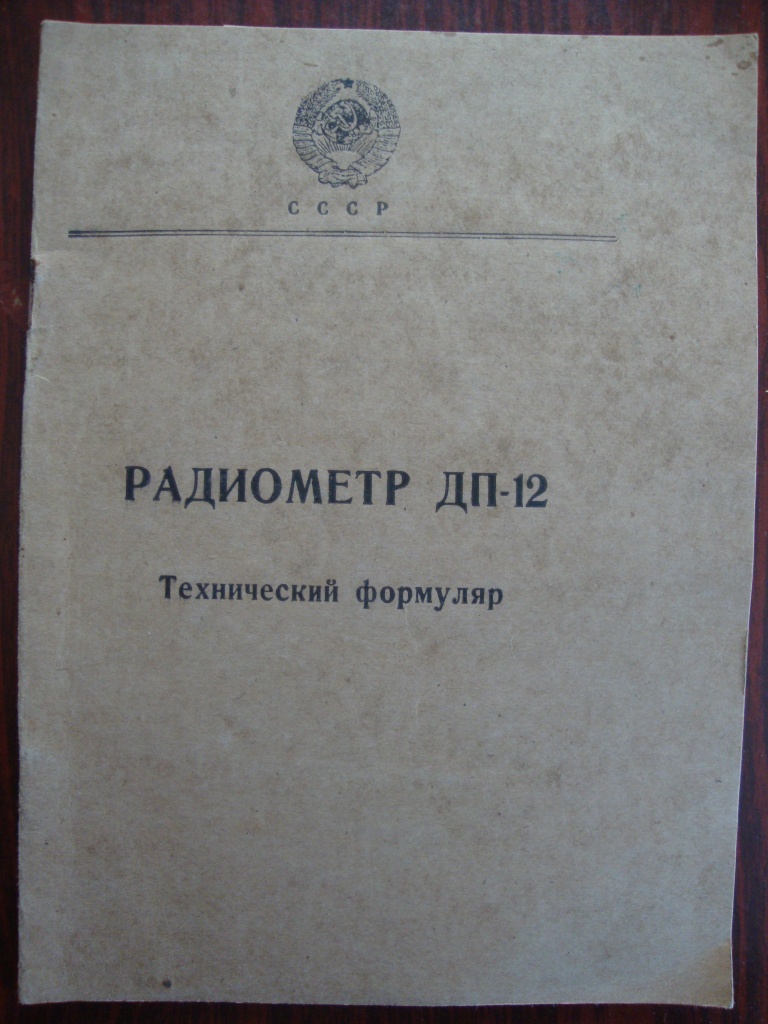 СССР
РАДИОМЕТР ДП-12
Технический формуляр